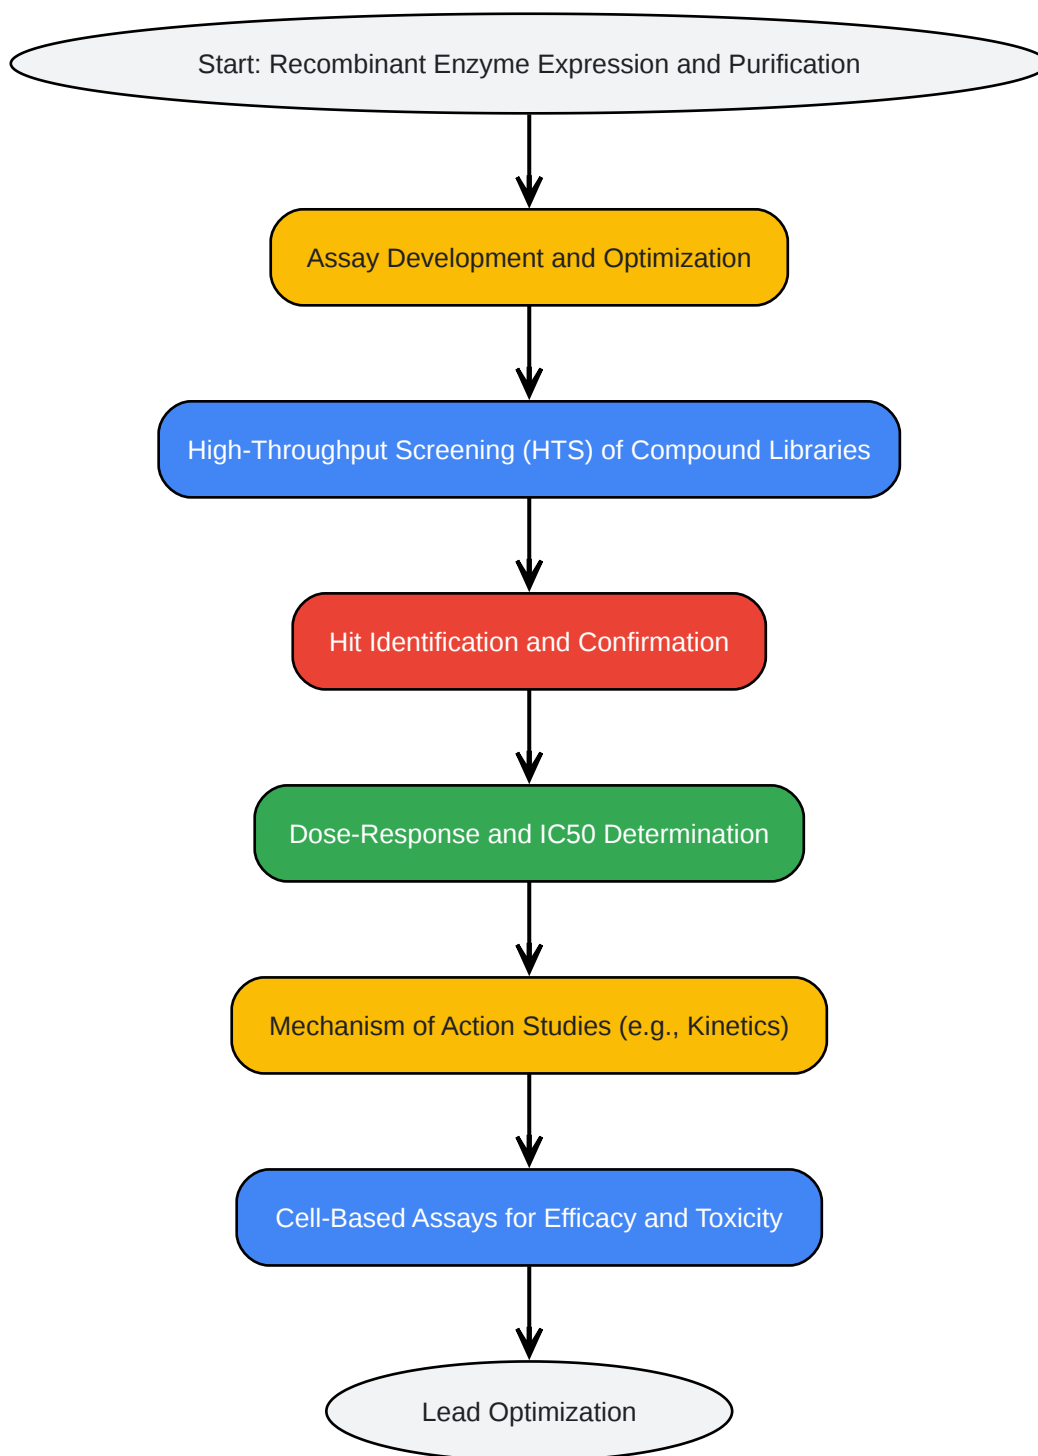 Start: Recombinant Enzyme Expression and Purification
Assay Development and Optimization
High-Throughput Screening (HTS) of Compound Libraries
Hit Identification and Confirmation
Dose-Response and IC50 Determination
Mechanism of Action Studies (e.g., Kinetics)
Cell-Based Assays for Efficacy and Toxicity
Lead Optimization